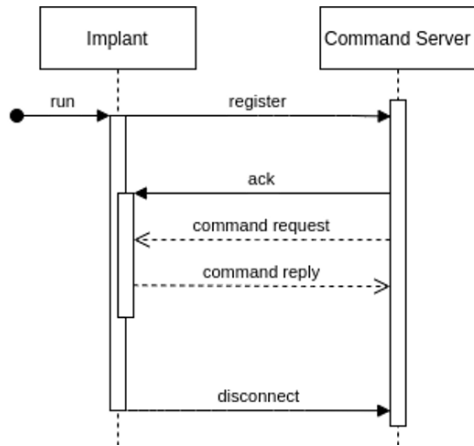 Implant
Command Server
run
register
ack
command request
command reply
disconnect